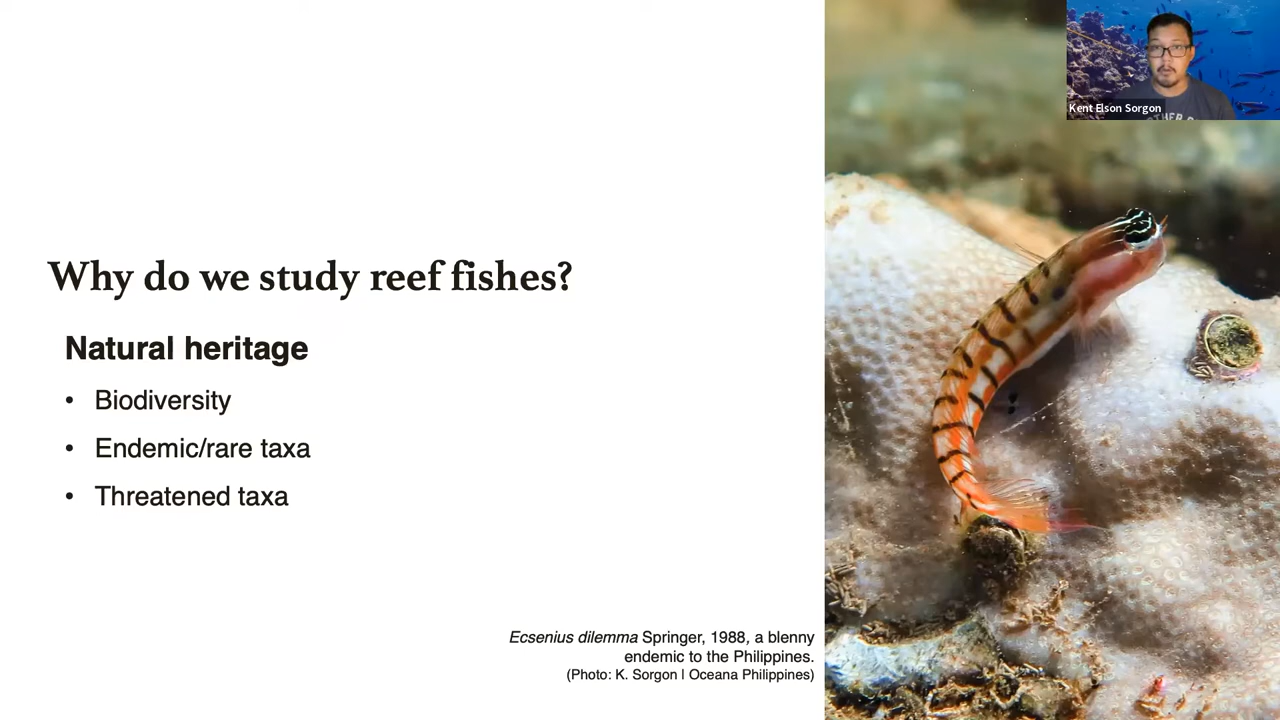 Kent Elson Sorgon
Why do we study reef fishes?
Natural heritage
• Biodiversity
• Endemic/rare taxa
• Threatened taxa
Ecsenius dilemma Springer, 1988, a blenny
endemic to the Philippines.
(Photo: K. Sorgon | Oceana Philippines)